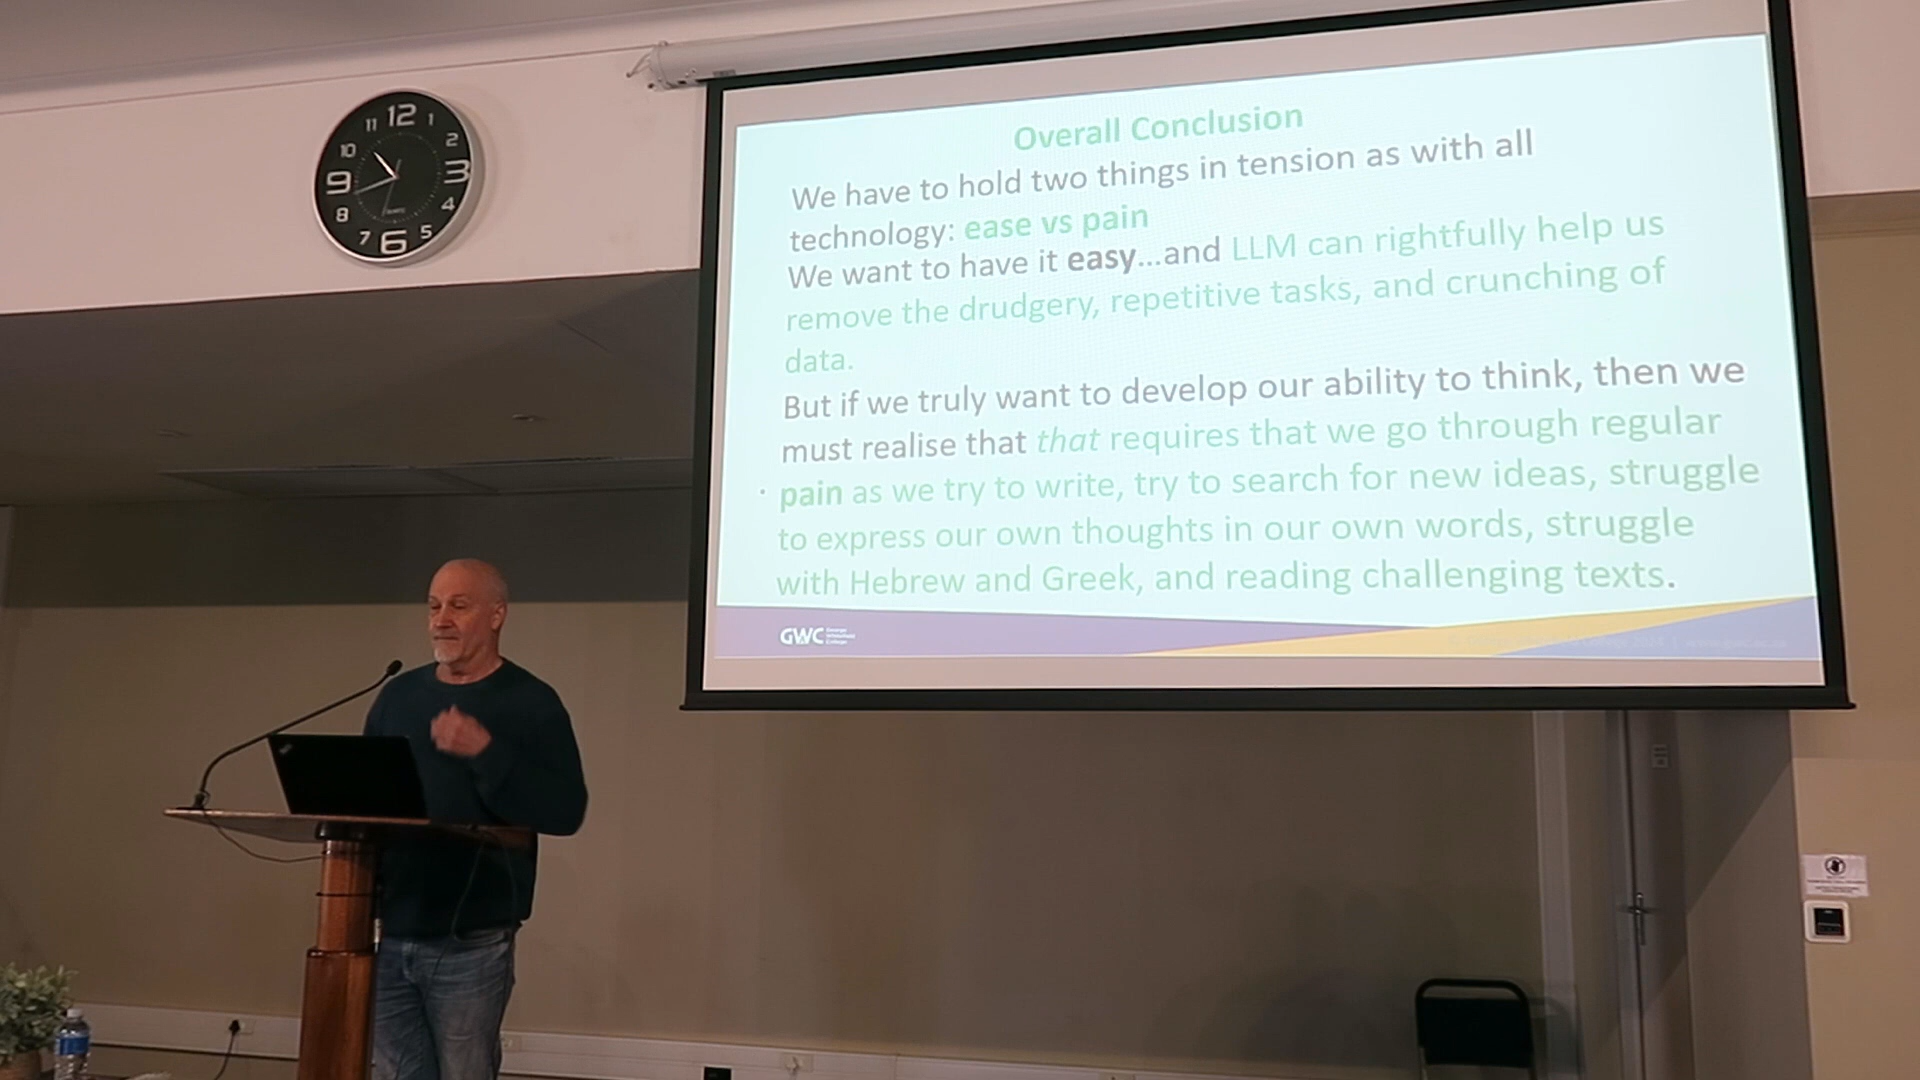 12
11
1
10
2
9
3
8
4
7
5
6
QUARTZ
Overall Conclusion
We have to hold two things in tension as with all
technology: ease vs pain
We want to have it easy...and LLM can rightfully help us
remove the drudgery, repetitive tasks, and crunching of
data.
But if we truly want to develop our ability to think, then we
must realise that that requires that we go through regular
pain as we try to write, try to search for new ideas, struggle
to express our own thoughts in our own words, struggle
with Hebrew and Greek, and reading challenging texts.
GWC George
Whitefield
College